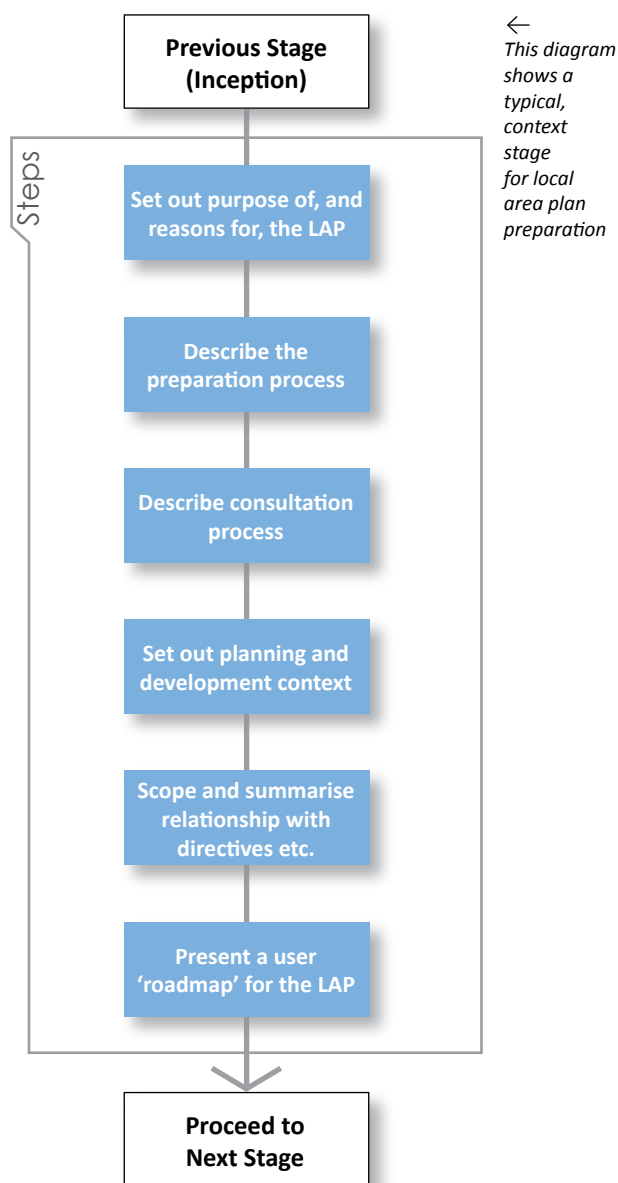 Previous Stage
(Inception)
←
This diagram
shows a
typical,
context
stage
for local
area plan
preparation
Steps
Set out purpose of, and
reasons for, the LAP
Describe the
preparation process
Describe consultation
process
Set out planning and
development context
Scope and summarise
relationship with
directives etc.
Present a user
‘roadmap’ for the LAP
Proceed to
Next Stage